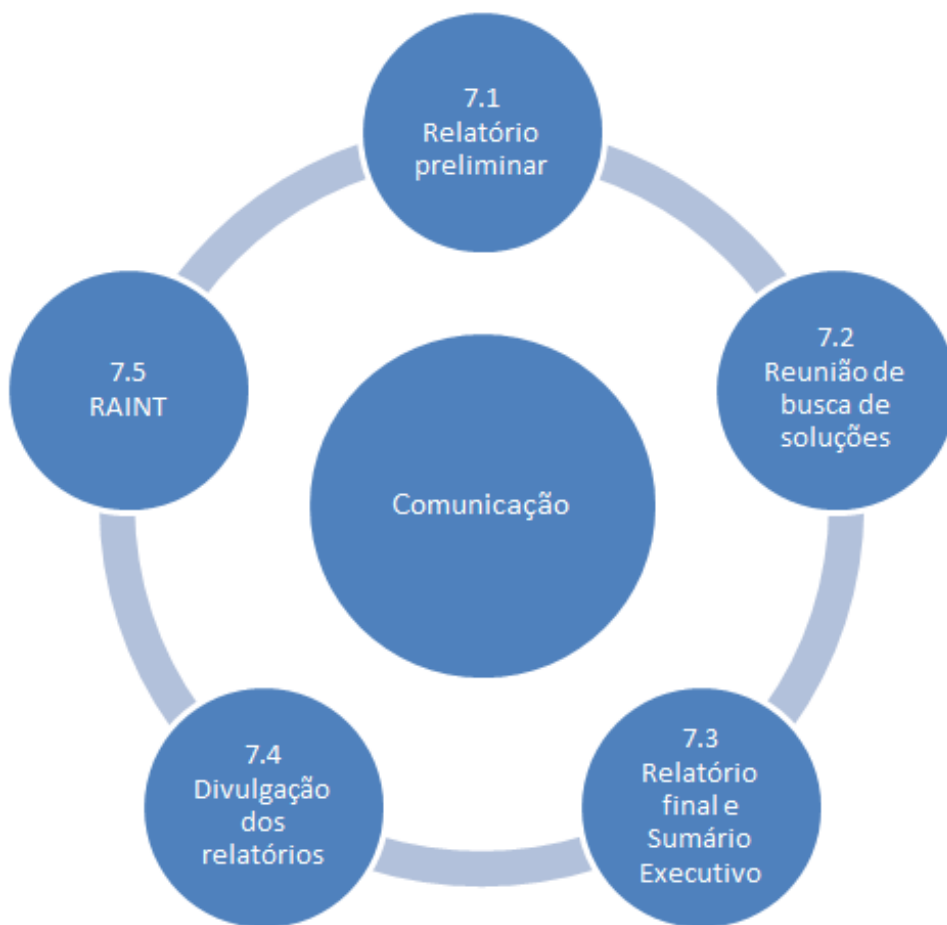 7.1
Relatório
preliminar
7.2
Reunião de
busca de
soluções
7.3
Relatório
final e
Sumário
Executivo
7.4
Divulgação
dos
relatórios
7.5
RAINT
Comunicação